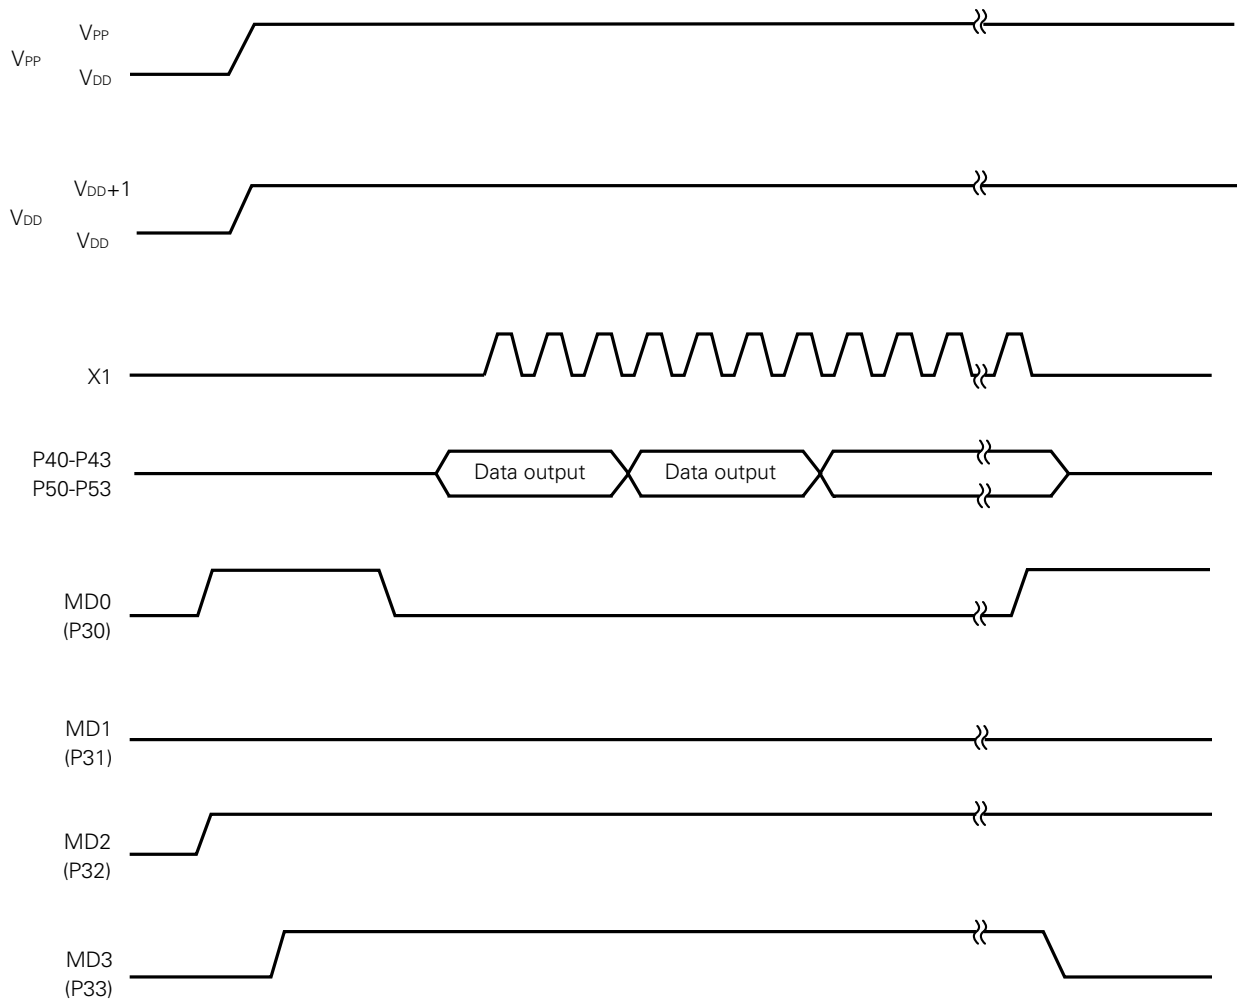 VPP
VPP
VDD
VDD+1
VDD
VDD
X1
P40-P43
P50-P53
Data output
Data output
MD0
(P30)
MD1
(P31)
MD2
(P32)
MD3
(P33)